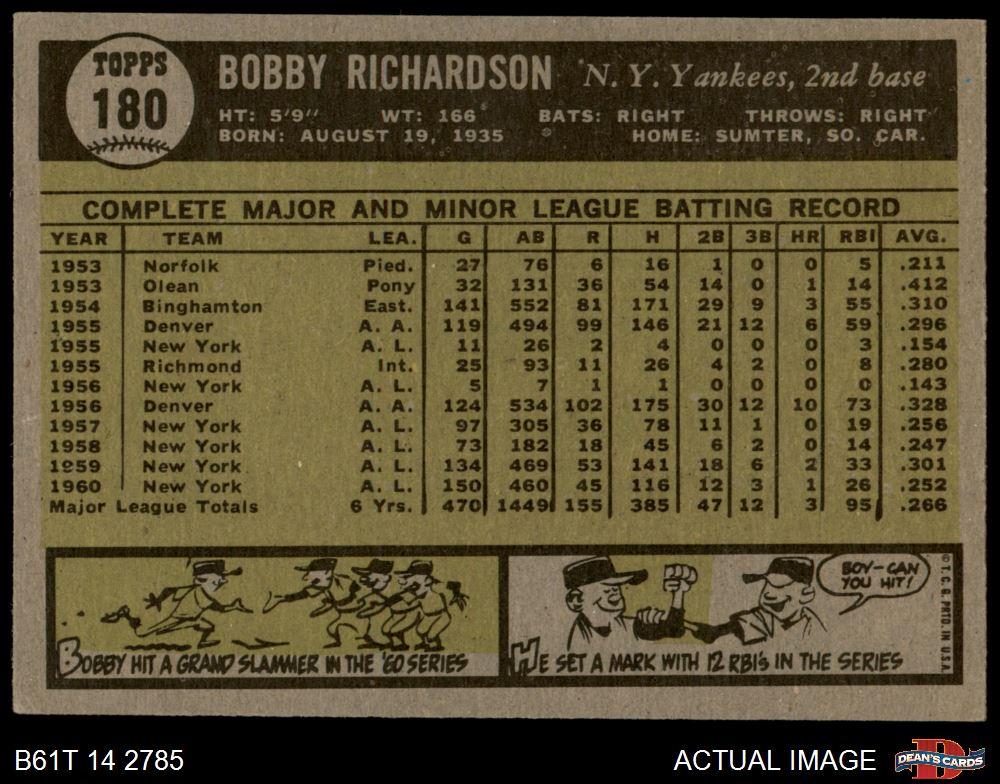 TOPPS
180
BOBBY RICHARDSON N. Y. Yankees, 2nd base
HT: 5'9" WT: 166 BATS: RIGHT THROWS: RIGHT
BORN: AUGUST 19, 1935 HOME: SUMTER, SO. CAR.
COMPLETE MAJOR AND MINOR LEAGUE BATTING RECORD
YEAR TEAM LEA. G AB R H 2B 3B HR RBI AVG.
1953 Norfolk Pied. 27 76 6 16 1 0 0 5 .211
1953 Olean Pony 32 131 36 54 14 0 1 14 .412
1954 Binghamton East. 141 552 81 171 29 9 3 55 .310
1955 Denver A. A. 119 494 99 146 21 12 6 59 .296
1955 New York A. L. 11 26 2 4 0 0 0 3 .154
1955 Richmond Int. 25 93 11 26 4 2 0 8 .280
1956 New York A. L. 5 7 1 1 0 0 0 0 .143
1956 Denver A. A. 124 534 102 175 30 12 10 73 .328
1957 New York A. L. 97 305 36 78 11 1 0 19 .256
1958 New York A. L. 73 182 18 45 6 2 0 14 .247
1959 New York A. L. 134 469 53 141 18 6 2 33 .301
1960 New York A. L. 150 460 45 116 12 3 1 26 .252
Major League Totals 6 Yrs. 470 1449 155 385 47 12 3 95 .266
BOY-CAN
YOU HIT!
BOBBY HIT A GRAND SLAMMER IN THE '60 SERIES
HE SET A MARK WITH 12 RBI's IN THE SERIES
© T. C. G. PRTD. IN U.S.A.
B61T 14 2785
ACTUAL IMAGE
DEAN'S CARDS